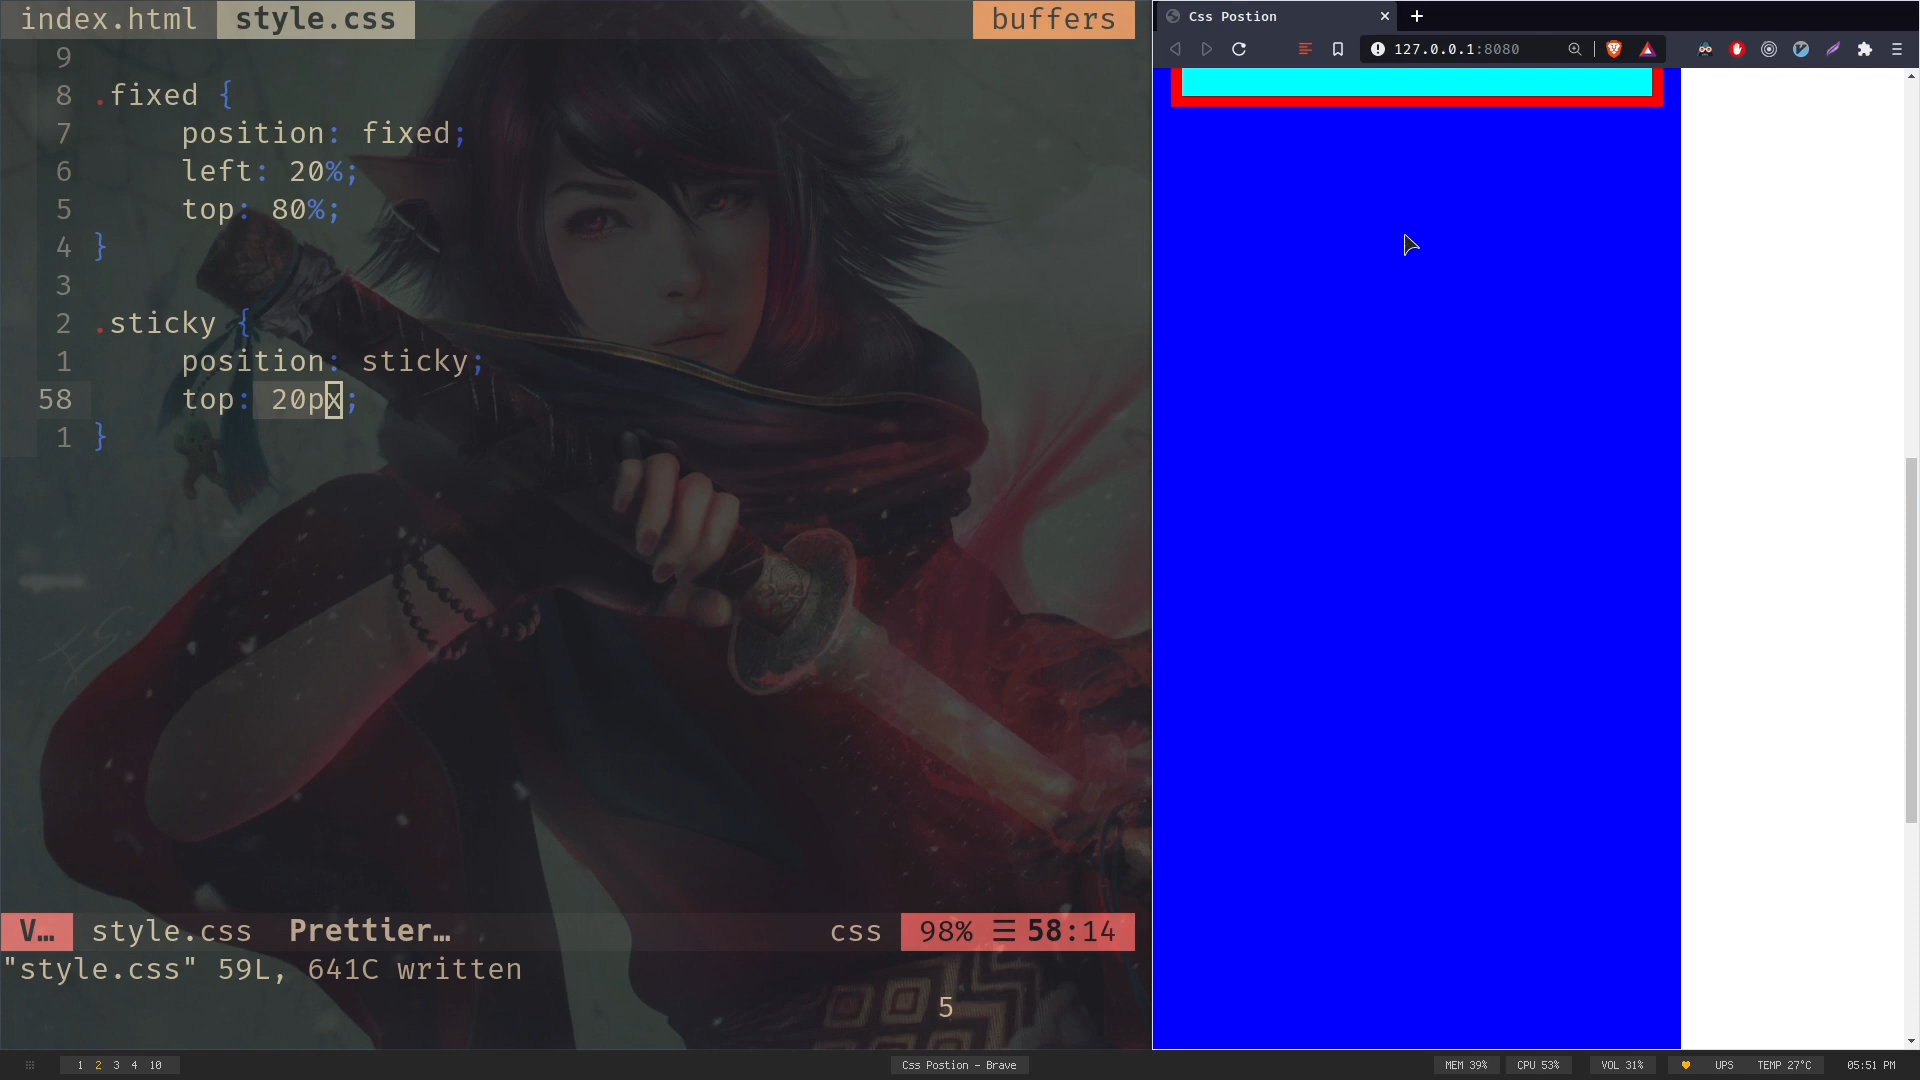 index.html style.css buffers
9
8 .fixed {
7 position: fixed;
6 left: 20%;
5 top: 80%;
4 }
3
2 .sticky {
1 position: sticky;
58 top: 20px;
1 }
V… style.css Prettier… css 98% ☰ 58:14
"style.css" 59L, 641C written
5
Css Postion
127.0.0.1:8080
1 2 3 4 10 Css Postion – Brave MEM 39% CPU 53% VOL 31% UPS TEMP 27°C 05:51 PM